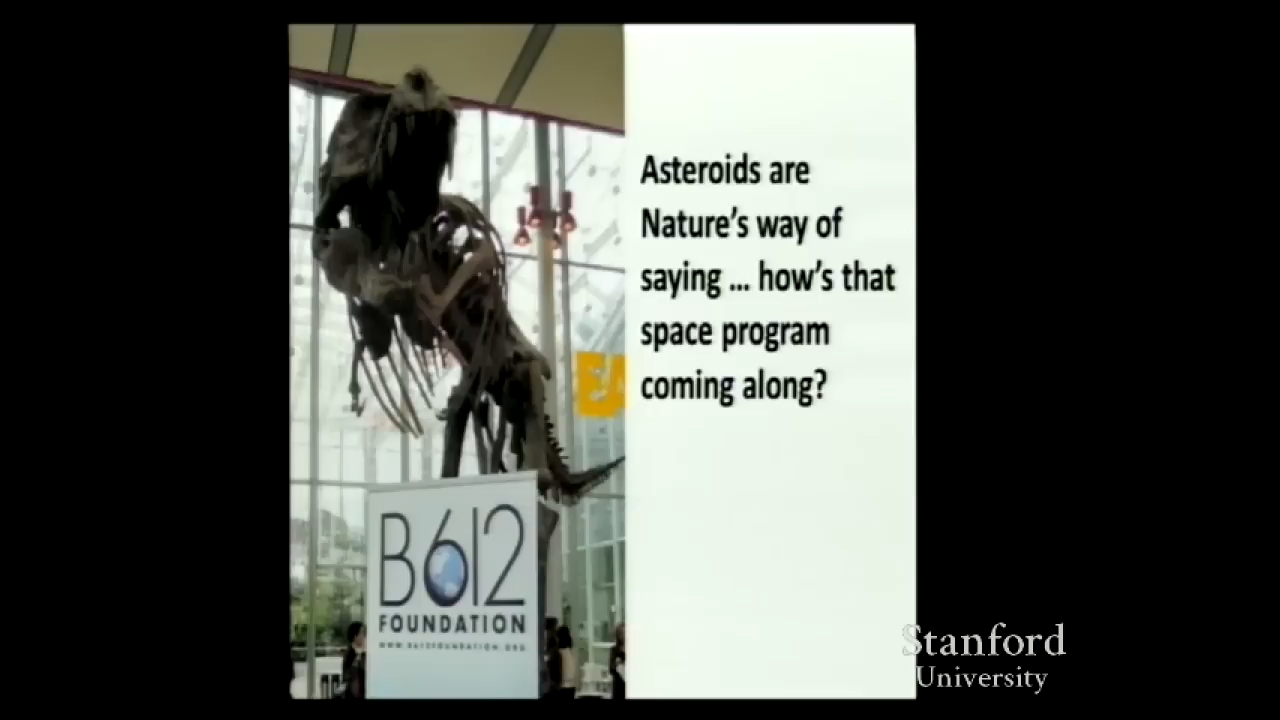 Asteroids are
Nature's way of
saying ... how's that
space program
coming along?
EA
B612
FOUNDATION
WWW.B612FOUNDATION.ORG
Stanford
University